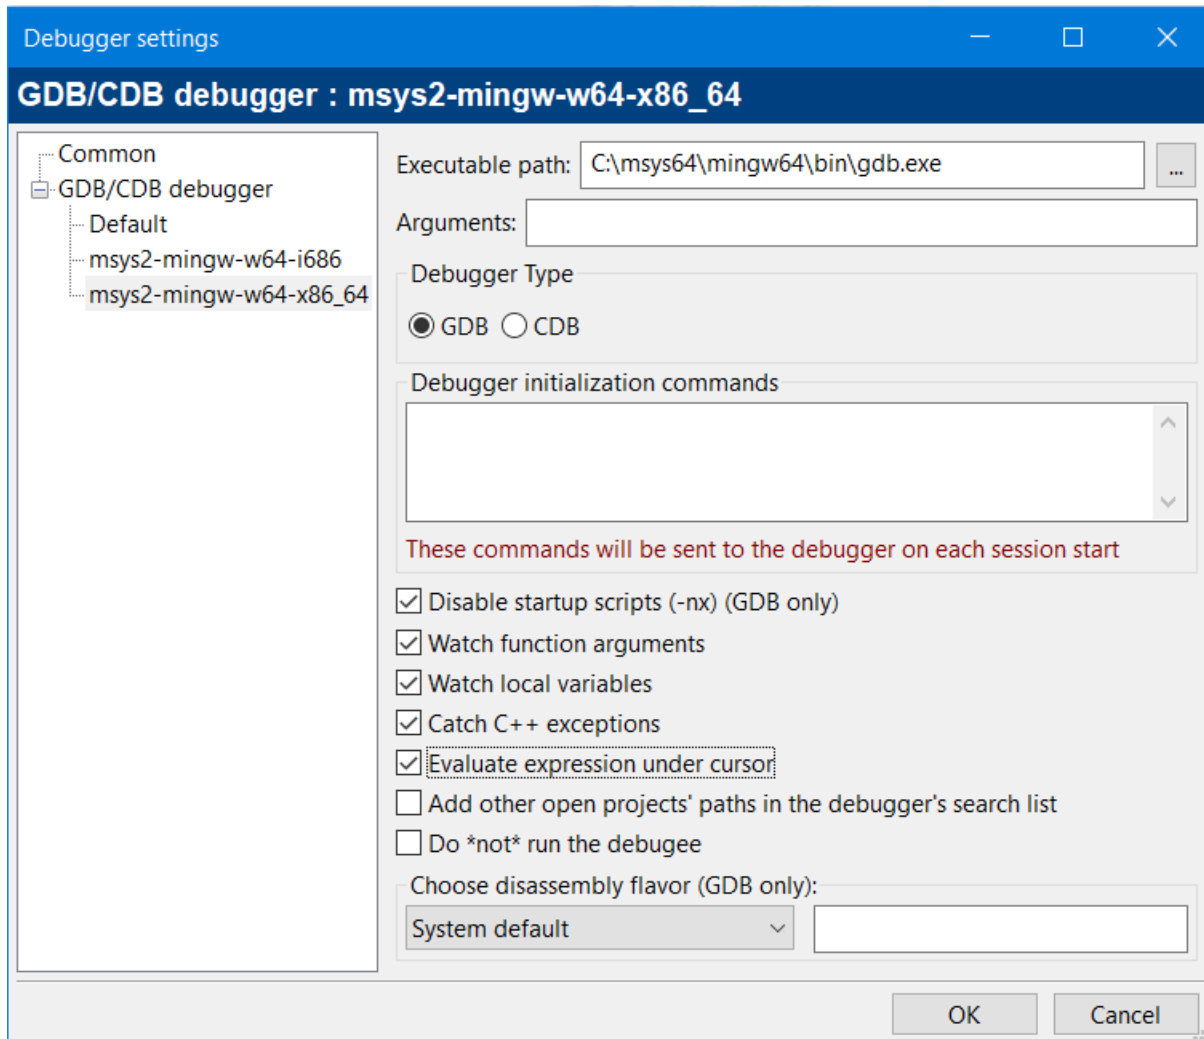 Debugger settings
GDB/CDB debugger : msys2-mingw-w64-x86_64
Common
GDB/CDB debugger
Default
msys2-mingw-w64-i686
msys2-mingw-w64-x86_64
Executable path: C:\msys64\mingw64\bin\gdb.exe ...
Arguments:
Debugger Type
GDB CDB
Debugger initialization commands
These commands will be sent to the debugger on each session start
Disable startup scripts (-nx) (GDB only)
Watch function arguments
Watch local variables
Catch C++ exceptions
Evaluate expression under cursor
Add other open projects' paths in the debugger's search list
Do *not* run the debugee
Choose disassembly flavor (GDB only):
System default
OK Cancel